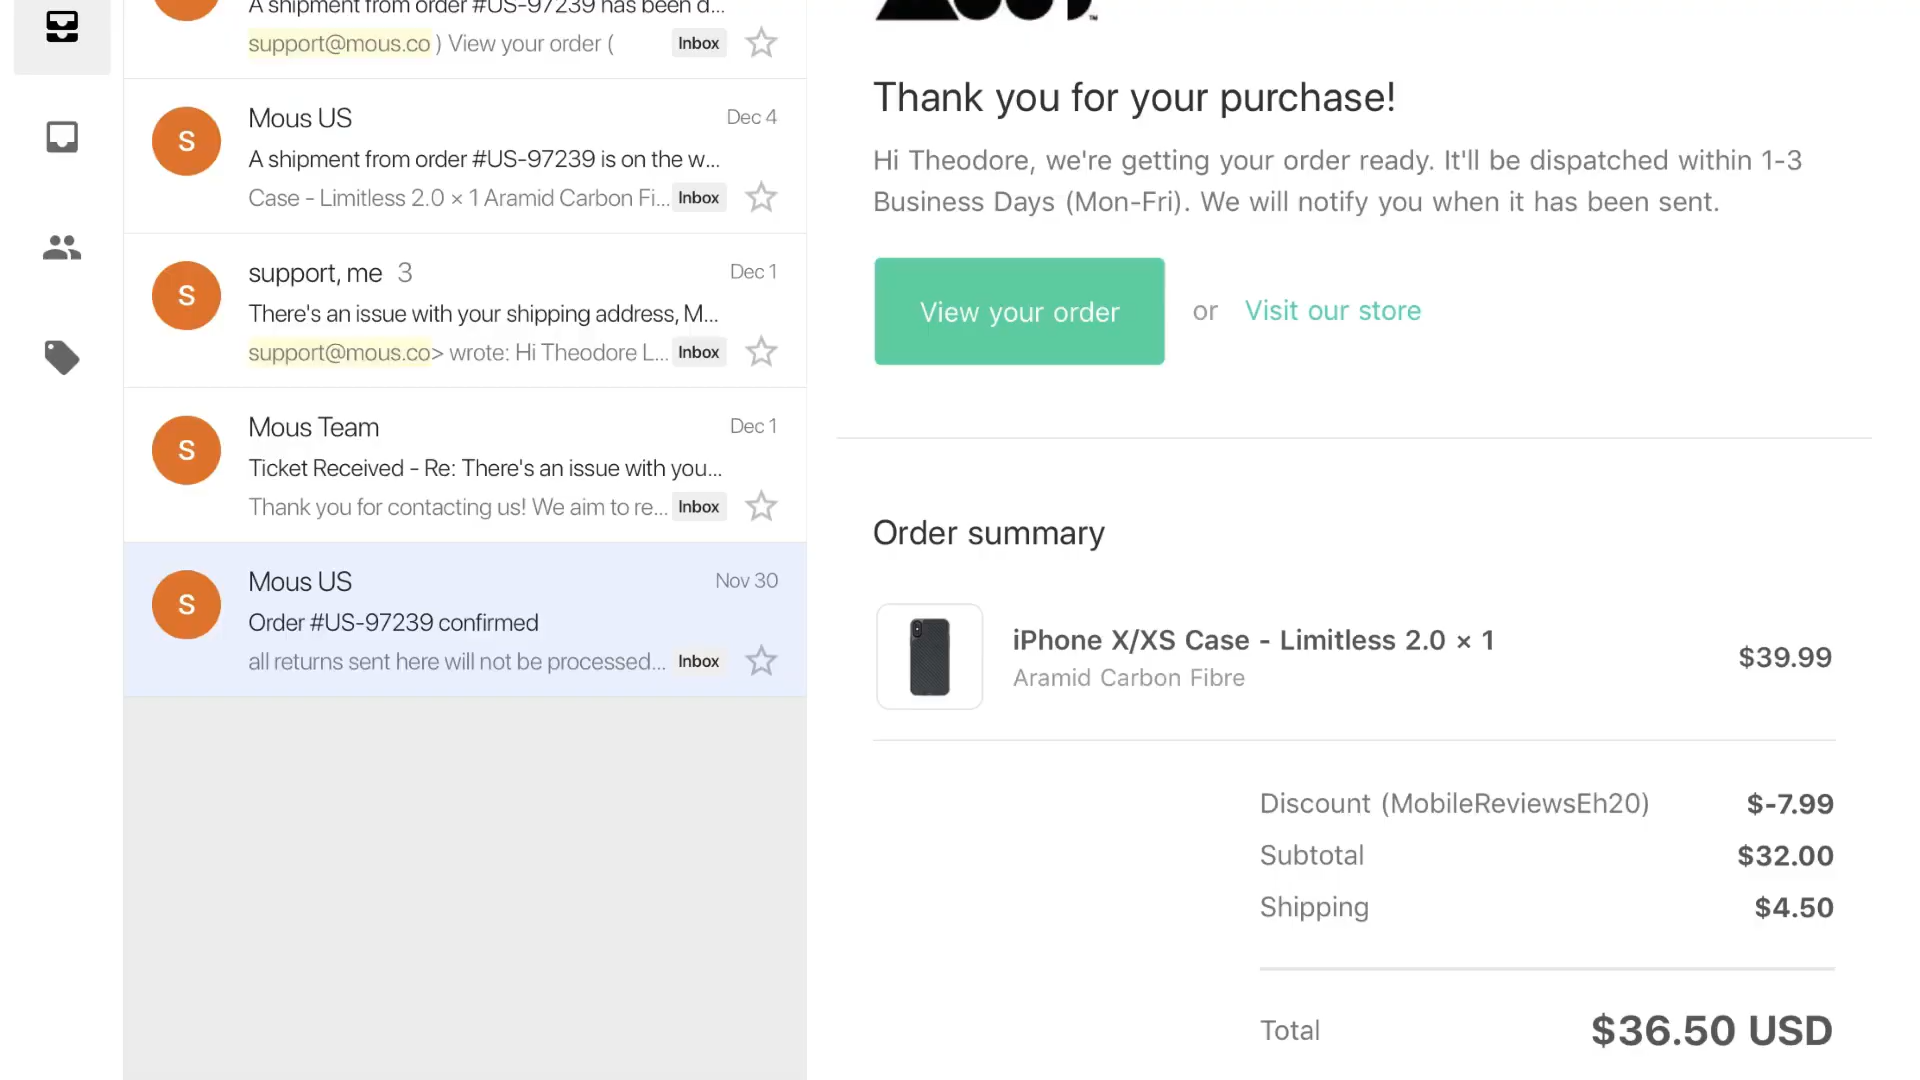 A shipment from order #US-97239 has been d...
support@mous.co ) View your order (
Inbox
S
Mous US
Dec 4
A shipment from order #US-97239 is on the w...
Case - Limitless 2.0 × 1 Aramid Carbon Fi...
Inbox
S
support, me 3
Dec 1
There's an issue with your shipping address, M...
support@mous.co> wrote: Hi Theodore L...
Inbox
S
Mous Team
Dec 1
Ticket Received - Re: There's an issue with you...
Thank you for contacting us! We aim to re...
Inbox
S
Mous US
Nov 30
Order #US-97239 confirmed
all returns sent here will not be processed...
Inbox
Thank you for your purchase!
Hi Theodore, we're getting your order ready. It'll be dispatched within 1-3
Business Days (Mon-Fri). We will notify you when it has been sent.
View your order
or
Visit our store
Order summary
iPhone X/XS Case - Limitless 2.0 × 1
Aramid Carbon Fibre
$39.99
Discount (MobileReviewsEh20)
$-7.99
Subtotal
$32.00
Shipping
$4.50
Total
$36.50 USD